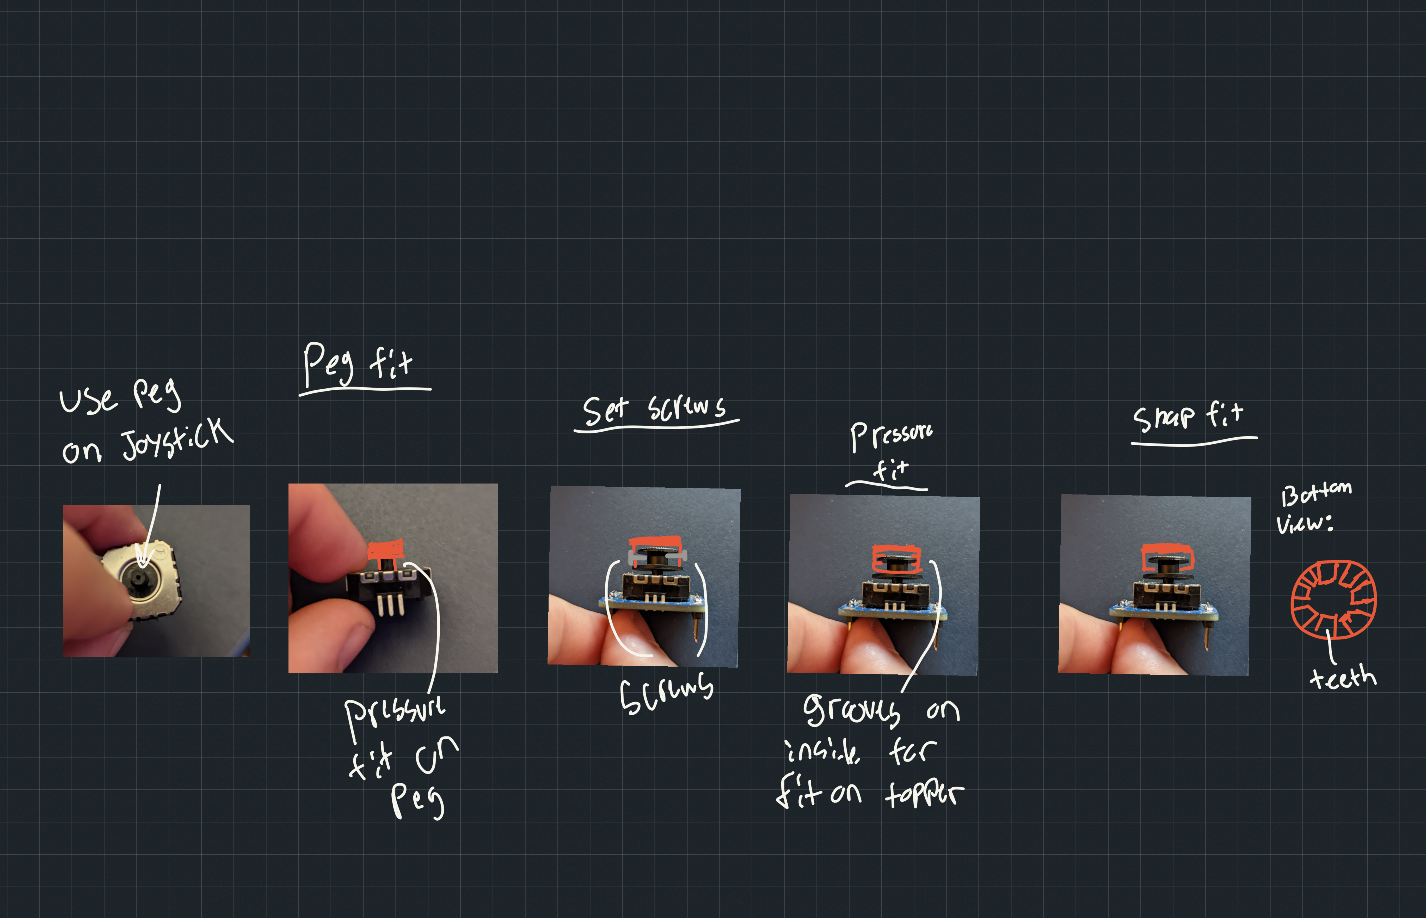 Use Peg
on Joystick
Peg fit
Pressure
fit on
Peg
Set screws
Screws
Pressure
fit
grooves on
inside for
fit on topper
Snap fit
Bottom
View:
teeth